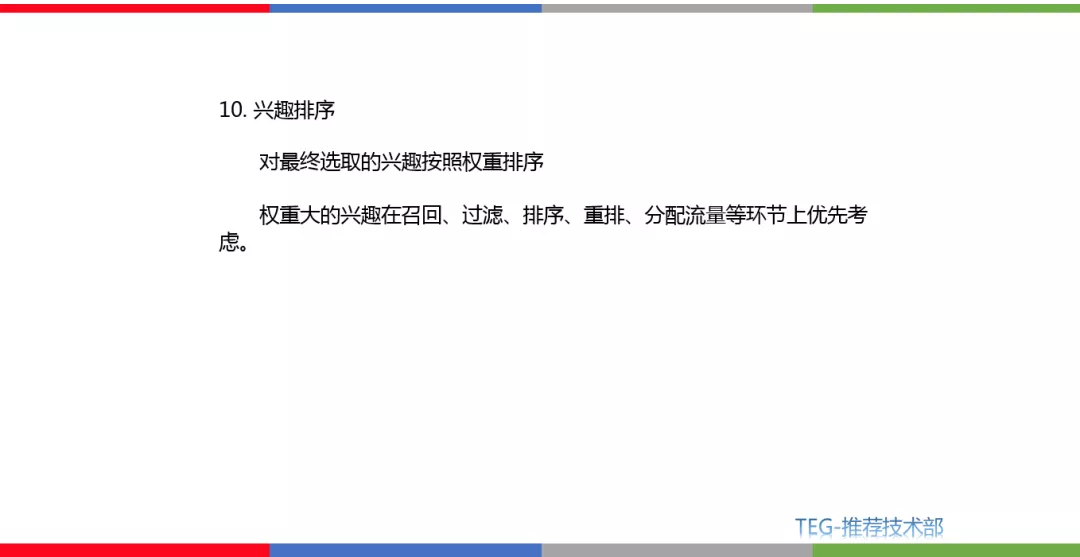 10. 兴趣排序
对最终选取的兴趣按照权重排序
权重大的兴趣在召回、过滤、排序、重排、分配流量等环节上优先考
虑。
TEG-推荐技术部